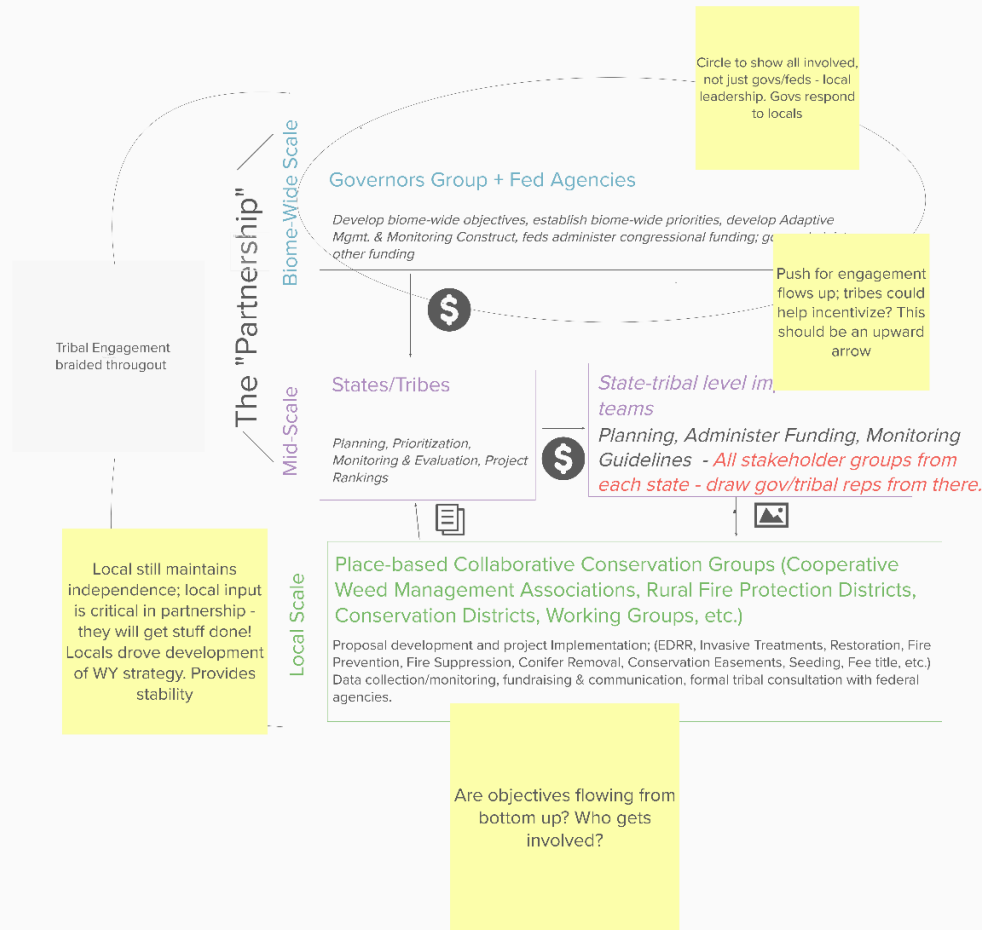 Circle to show all involved,
not just govs/feds - local
leadership. Govs respond
to locals
Biome-Wide Scale
The "Partnership"
Governors Group + Fed Agencies
Develop biome-wide objectives, establish biome-wide priorities, develop Adaptive
Mgmt. & Monitoring Construct, feds administer congressional funding;
other funding
Push for engagement
flows up; tribes could
help incentivize? This
should be an upward
arrow
Tribal Engagement
braided througout
$
Mid-Scale
States/Tribes
Planning, Prioritization,
Monitoring & Evaluation, Project
Rankings
$
State-tribal level
teams
Planning, Administer Funding, Monitoring
Guidelines - All stakeholder groups from
each state - draw gov/tribal reps from there.
Local still maintains
independence; local input
is critical in partnership -
they will get stuff done!
Locals drove development
of WY strategy. Provides
stability
Local Scale
Place-based Collaborative Conservation Groups (Cooperative
Weed Management Associations, Rural Fire Protection Districts,
Conservation Districts, Working Groups, etc.)
Proposal development and project Implementation; (EDRR, Invasive Treatments, Restoration, Fire
Prevention, Fire Suppression, Conifer Removal, Conservation Easements, Seeding, Fee title, etc.)
Data collection/monitoring, fundraising & communication, formal tribal consultation with federal
agencies.
Are objectives flowing from
bottom up? Who gets
involved?